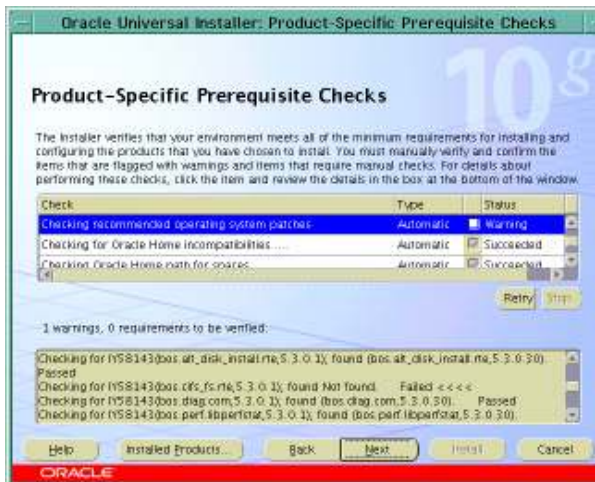 Oracle Universal Installer: Product-Specific Prerequisite Checks
10g
Product-Specific Prerequisite Checks
The Installer verifies that your environment meets all of the minimum requirements for installing and
configuring the products that you have chosen to install. You must manually verify and confirm the
items that are flagged with warnings and items that require manual checks. For details about
performing these checks, click the item and review the details in the box at the bottom of the window.
Check Type Status
Checking recommended operating system patches Automatic Warning
Checking for Oracle Home incompatibilities .... Automatic Succeeded
Checking Oracle Home path for spaces Automatic Succeeded
Retry Stop
1 warnings, 0 requirements to be verified:
Checking for IY58143(bos.alt_disk_install.rte,5.3.0.1); found (bos.alt_disk_install.rte,5.3.0.30).
Passed
Checking for IY58143(bos.cifs_fs.rte,5.3.0.1); found Not found. Failed <<<<
Checking for IY58143(bos.diag.com,5.3.0.1); found (bos.diag.com,5.3.0.30). Passed
Checking for IY58143(bos.perf.libperfstat,5.3.0.1); found (bos.perf.libperfstat,5.3.0.30).
Help Installed Products... Back Next Install Cancel
ORACLE